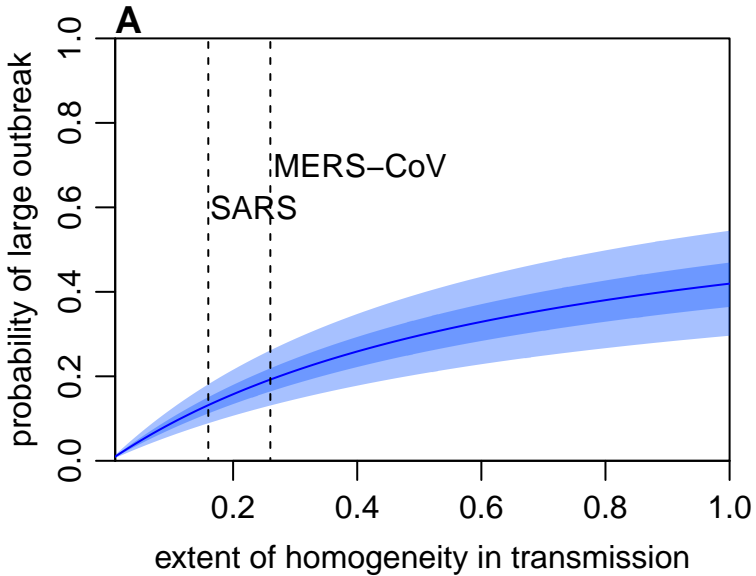 A
1.0
0.8
0.6
0.4
0.2
0.0
probability of large outbreak
MERS−CoV
SARS
0.2 0.4 0.6 0.8 1.0
extent of homogeneity in transmission